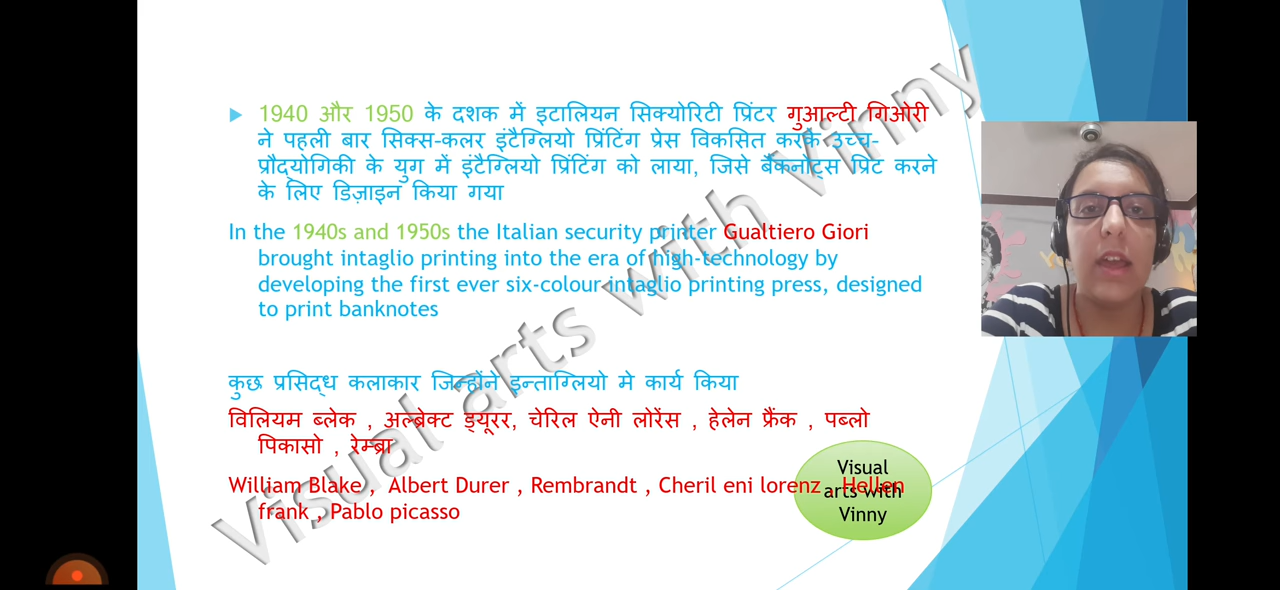 1940 और 1950 के दशक में इटालियन सिक्योरिटी प्रिंटर गुआल्टी गिओरी
ने पहली बार सिक्स-कलर इंटैग्लियो प्रिंटिंग प्रेस विकसित करके उच्च-
प्रौद्योगिकी के युग में इंटैग्लियो प्रिंटिंग को लाया, जिसे बैंकनोट्स प्रिंट करने
के लिए डिज़ाइन किया गया
In the 1940s and 1950s the Italian security printer Gualtiero Giori
brought intaglio printing into the era of high-technology by
developing the first ever six-colour intaglio printing press, designed
to print banknotes
कुछ प्रसिद्ध कलाकार जिन्होंने इन्ताग्लियो मे कार्य किया
विलियम ब्लेक , अल्ब्रेक्ट ड्यूरर, चेरिल ऐनी लोरेंस , हेलेन फ्रैंक , पब्लो
पिकासो , रेम्ब्रा
William Blake , Albert Durer , Rembrandt , Cheril eni lorenz Hellen
frank , Pablo picasso
Visual
arts with
Vinny
Visual arts with Vinny